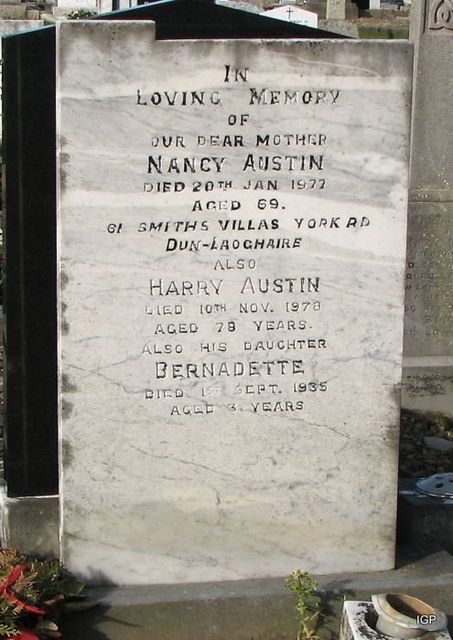 IN
LOVING MEMORY
OF
OUR DEAR MOTHER
NANCY AUSTIN
DIED 20TH JAN 1977
AGED 69.
61 SMITHS VILLAS YORK RD
DUN-LAOGHAIRE
ALSO
HARRY AUSTIN
DIED 10TH NOV. 1978
AGED 78 YEARS.
ALSO HIS DAUGHTER
BERNADETTE
DIED 1ST SEPT. 1935
AGED 3 YEARS
IGP